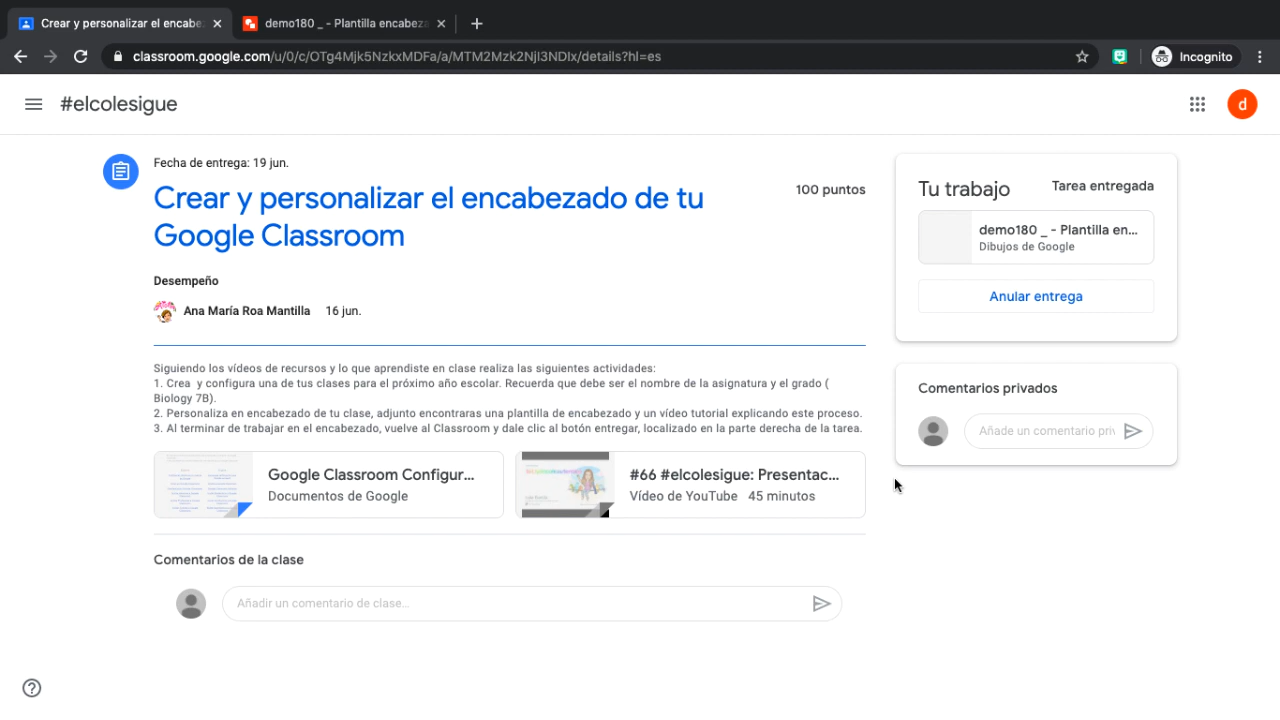 Crear y personalizar el encabe
demo180 _ - Plantilla encabeza
classroom.google.com/u/0/c/OTg4Mjk5NzkxMDFa/a/MTM2Mzk2NjI3NDIx/details?hl=es
Incognito
#elcolesigue
d
Fecha de entrega: 19 jun.
Crear y personalizar el encabezado de tu
Google Classroom
100 puntos
Desempeño
Ana María Roa Mantilla 16 jun.
Siguiendo los vídeos de recursos y lo que aprendiste en clase realiza las siguientes actividades:
1. Crea y configura una de tus clases para el próximo año escolar. Recuerda que debe ser el nombre de la asignatura y el grado (
Biology 7B).
2. Personaliza en encabezado de tu clase, adjunto encontraras una plantilla de encabezado y un vídeo tutorial explicando este proceso.
3. Al terminar de trabajar en el encabezado, vuelve al Classroom y dale clic al botón entregar, localizado en la parte derecha de la tarea.
Google Classroom Configur...
Documentos de Google
#66 #elcolesigue: Presentac...
Vídeo de YouTube 45 minutos
Comentarios de la clase
Añadir un comentario de clase...
Tu trabajo
Tarea entregada
demo180 _ - Plantilla en...
Dibujos de Google
Anular entrega
Comentarios privados
Añade un comentario priv